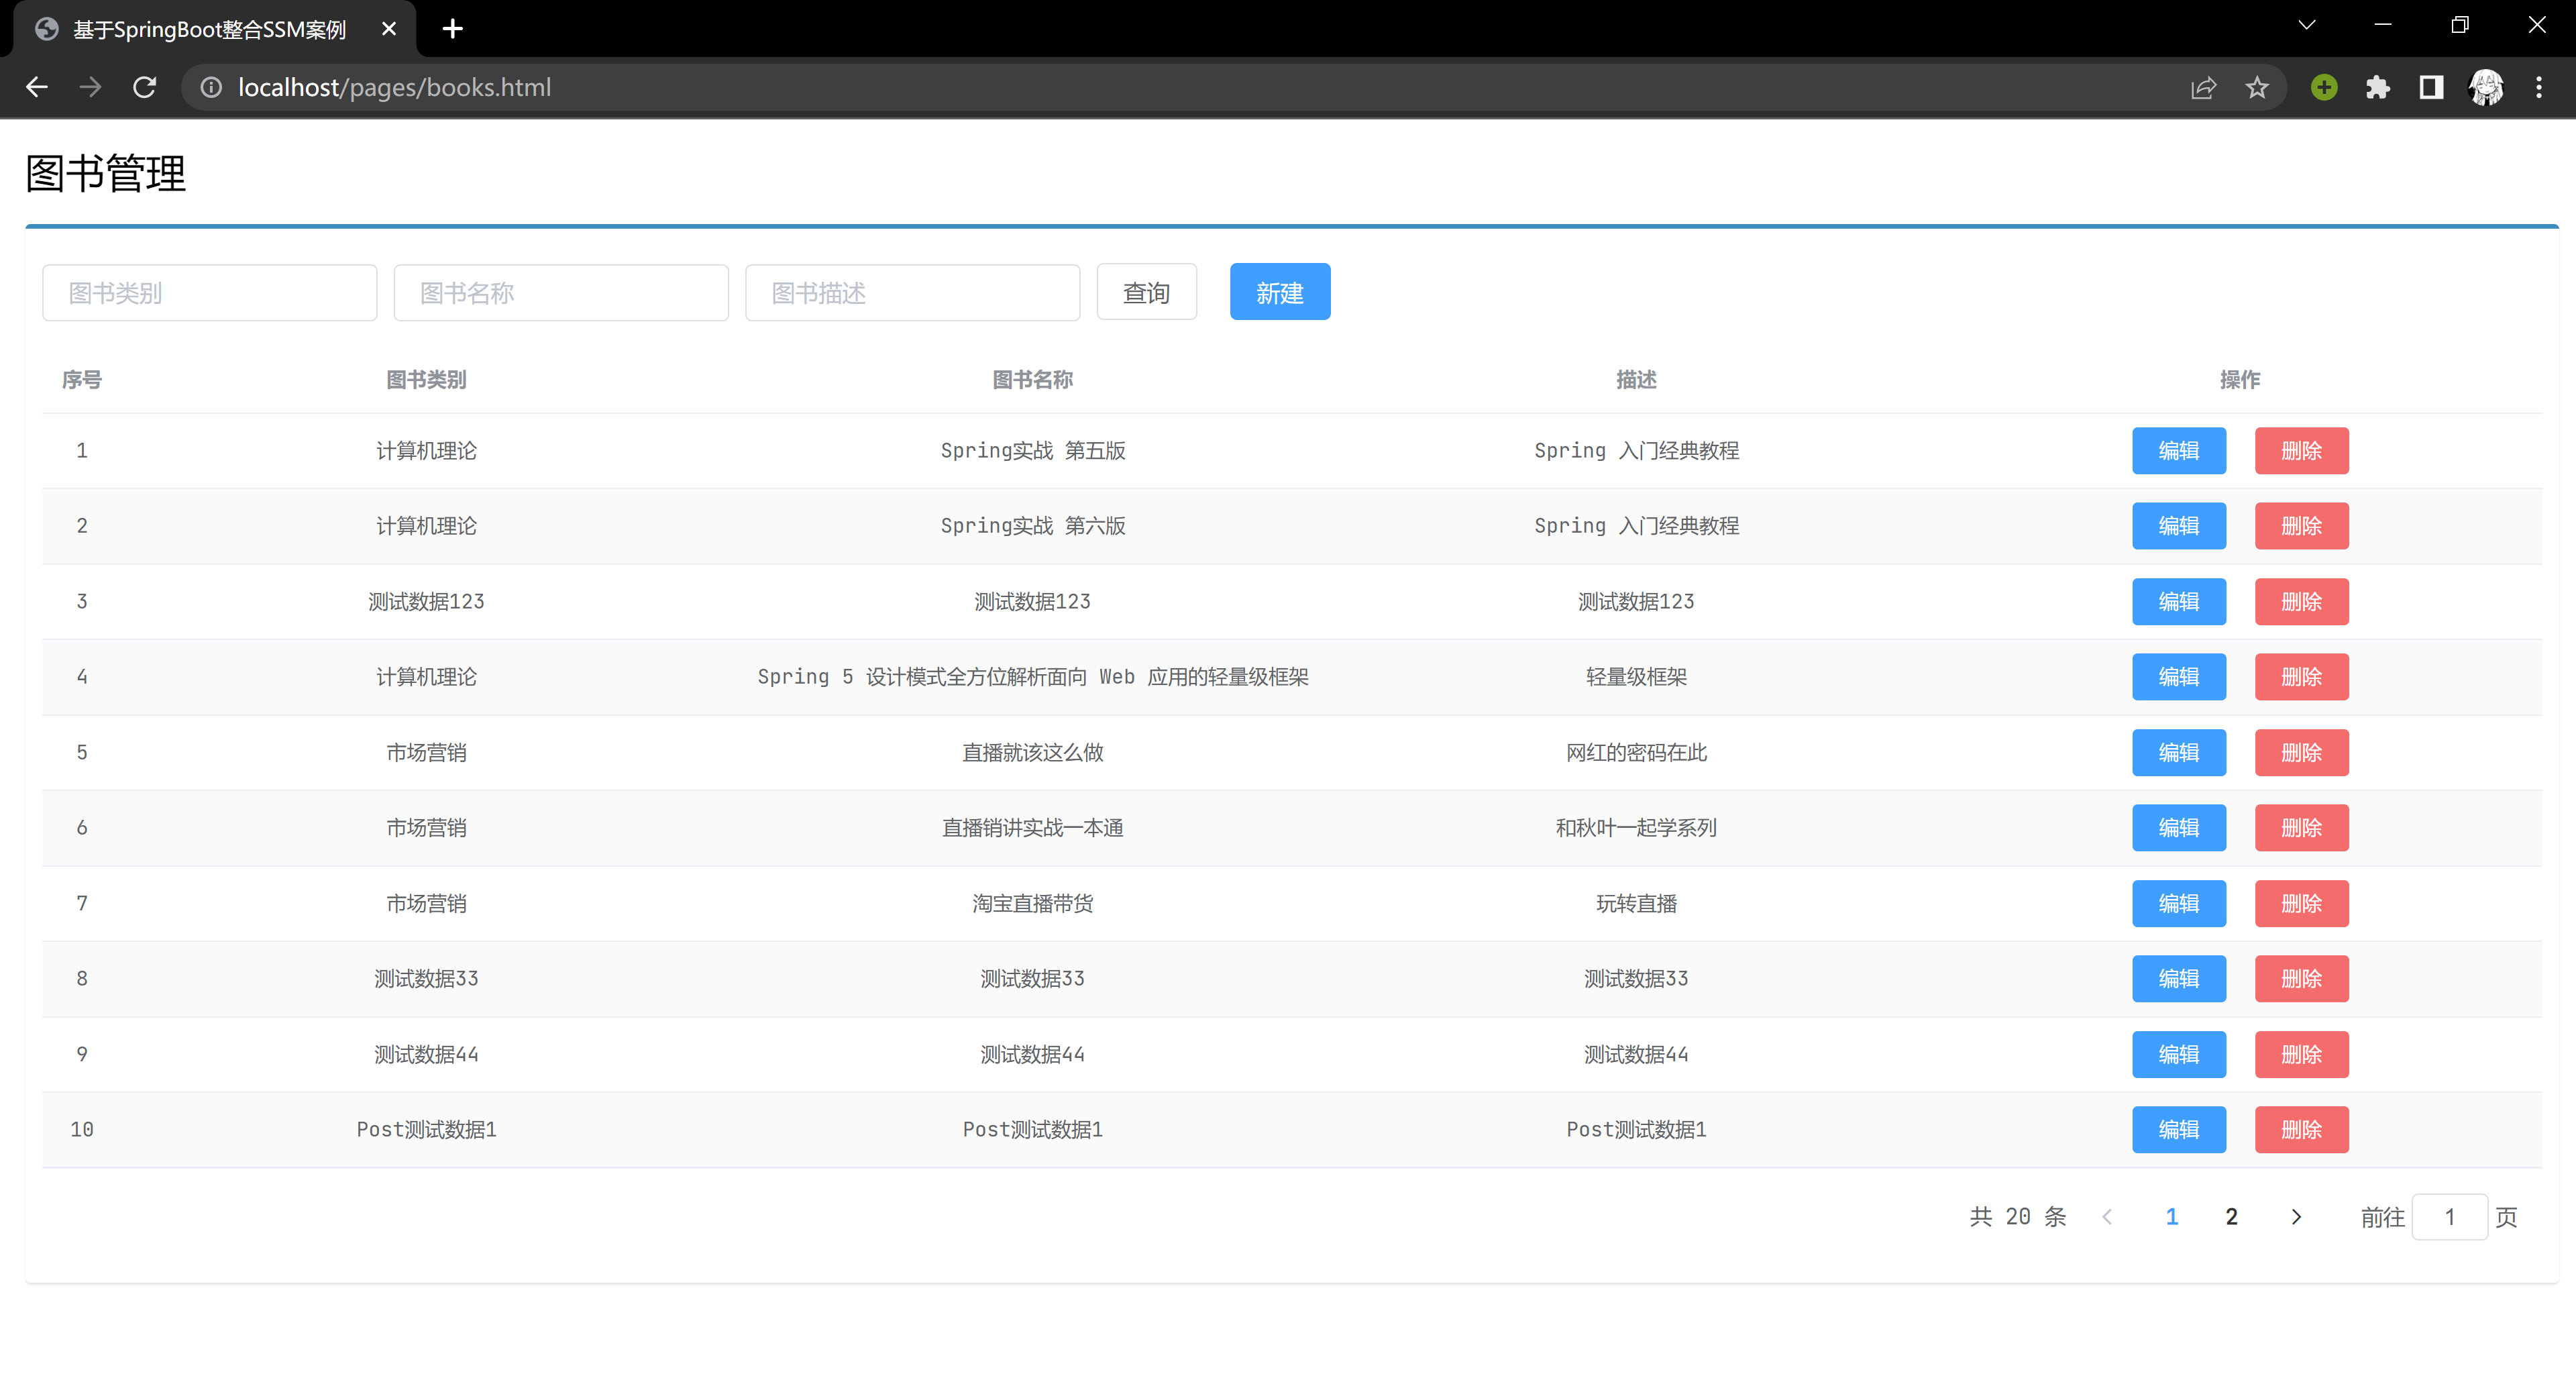 基于SpringBoot整合SSM案例
localhost/pages/books.html
图书管理
图书类别 图书名称 图书描述 查询 新建
序号 图书类别 图书名称 描述 操作
1 计算机理论 Spring实战 第五版 Spring 入门经典教程 编辑 删除
2 计算机理论 Spring实战 第六版 Spring 入门经典教程 编辑 删除
3 测试数据123 测试数据123 测试数据123 编辑 删除
4 计算机理论 Spring 5 设计模式全方位解析面向 Web 应用的轻量级框架 轻量级框架 编辑 删除
5 市场营销 直播就该这么做 网红的密码在此 编辑 删除
6 市场营销 直播销讲实战一本通 和秋叶一起学系列 编辑 删除
7 市场营销 淘宝直播带货 玩转直播 编辑 删除
8 测试数据33 测试数据33 测试数据33 编辑 删除
9 测试数据44 测试数据44 测试数据44 编辑 删除
10 Post测试数据1 Post测试数据1 Post测试数据1 编辑 删除
共 20 条 1 2 前往 1 页